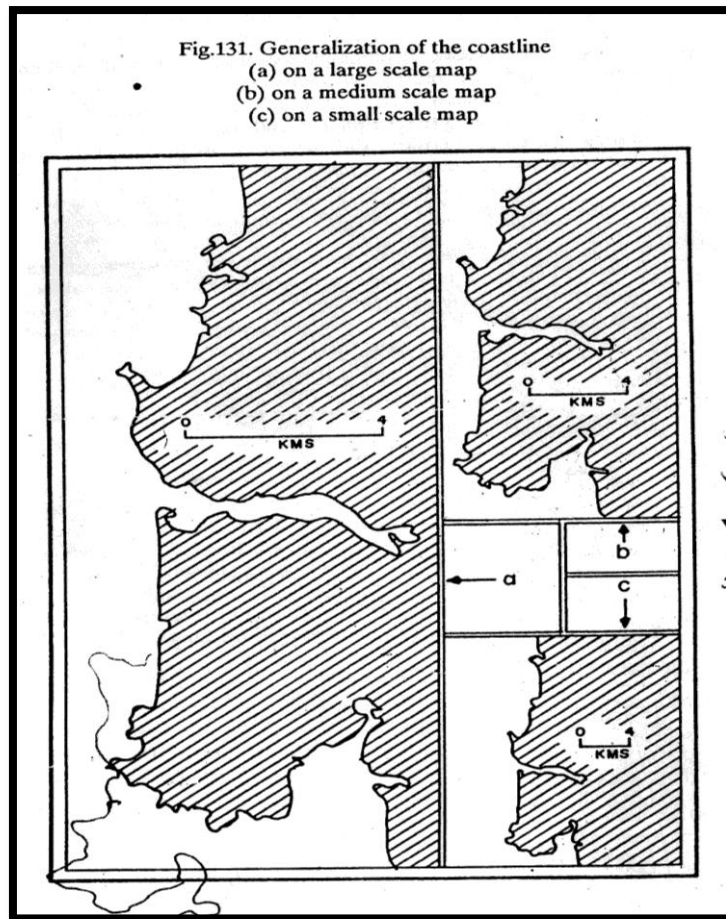 Fig.131. Generalization of the coastline
(a) on a large scale map
(b) on a medium scale map
(c) on a small scale map
0 4
KMS
0 4
KMS
a
b
c
0 4
KMS